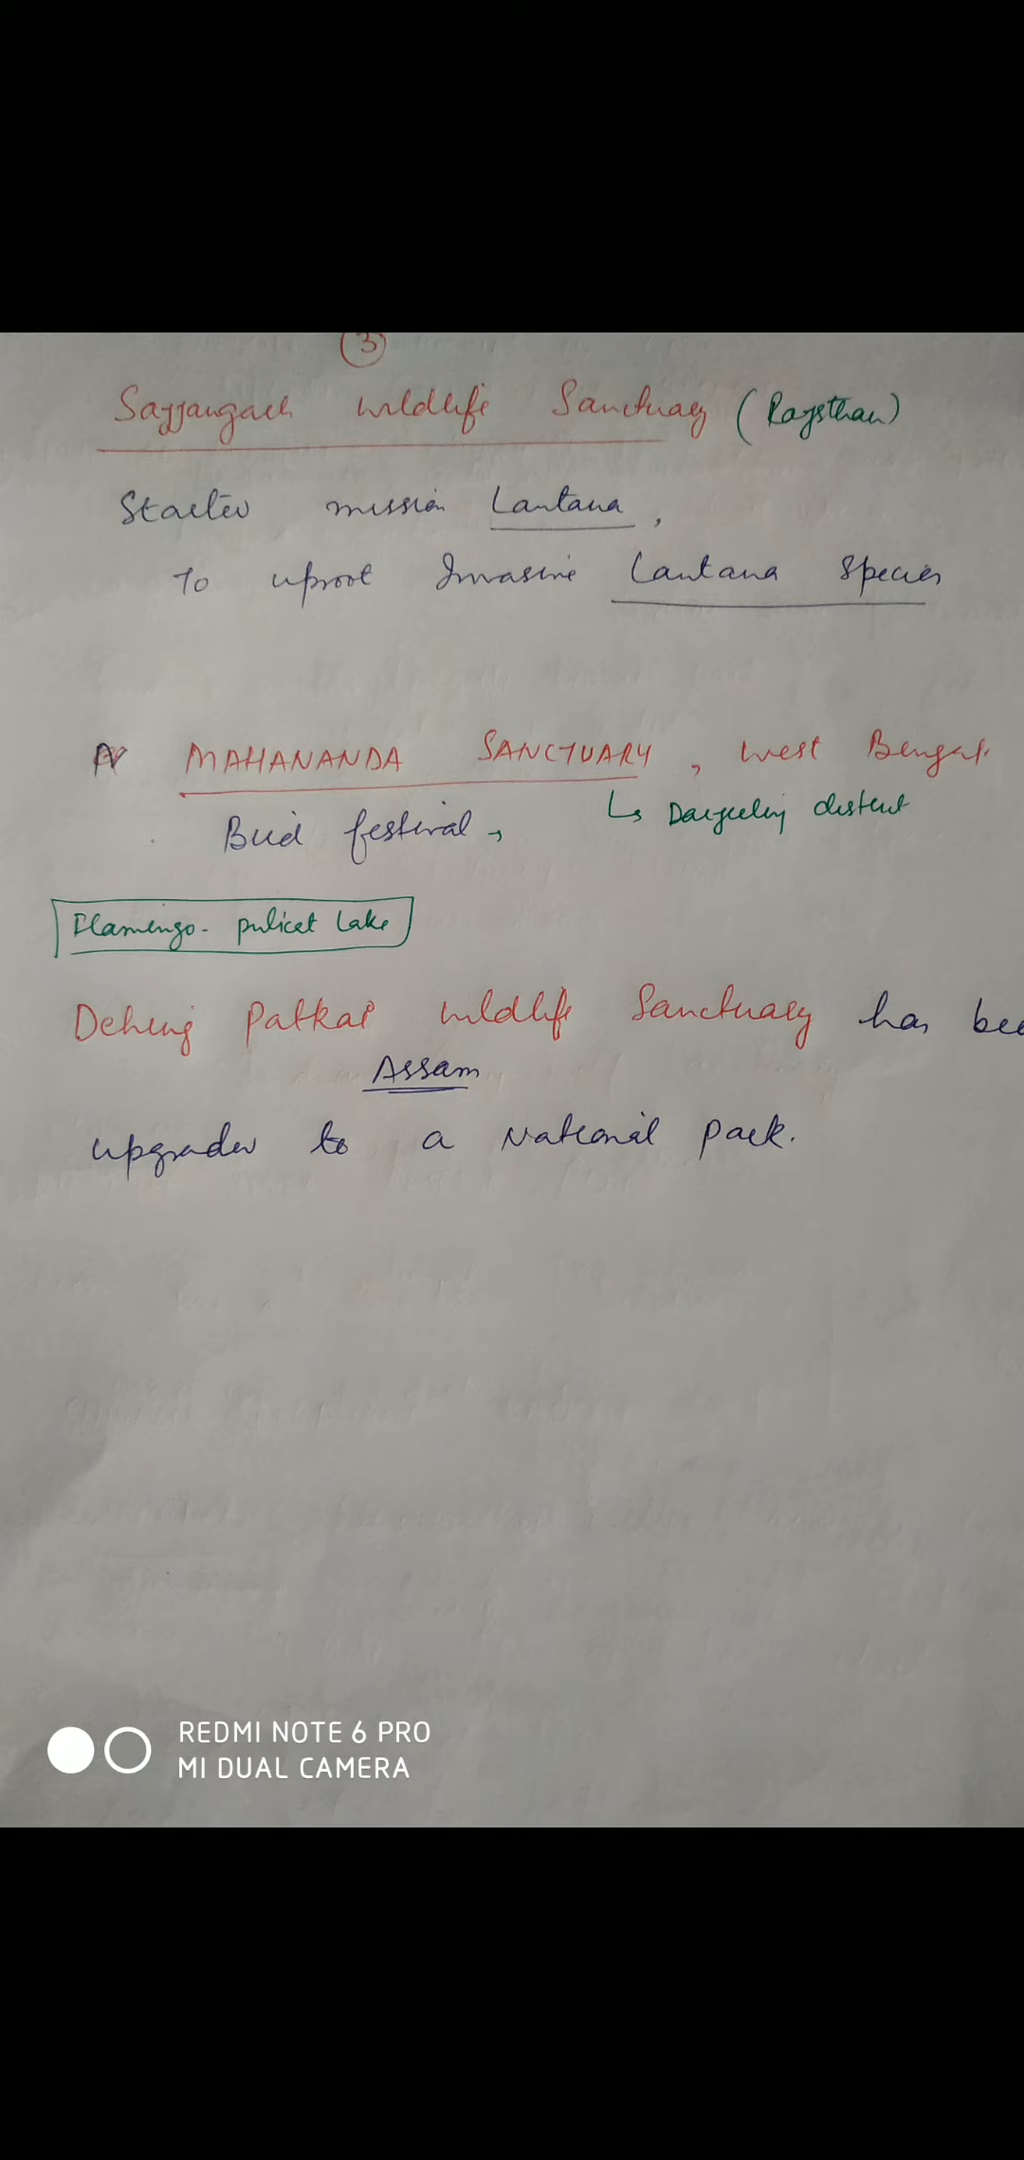 3
Sajjangarh wildlife Sanctuary (Rajsthan)
Started mission Lantana,
To uproot Invasive Lantana Species
MAHANANDA SANCTUARY, West Bengal.
Bird festival, ↳ Darjeeling district
Flamingo - pulicat Lake
Dehing Patkai wildlife Sanctuary has bee
Assam
upgraded to a National park.
REDMI NOTE 6 PRO
MI DUAL CAMERA